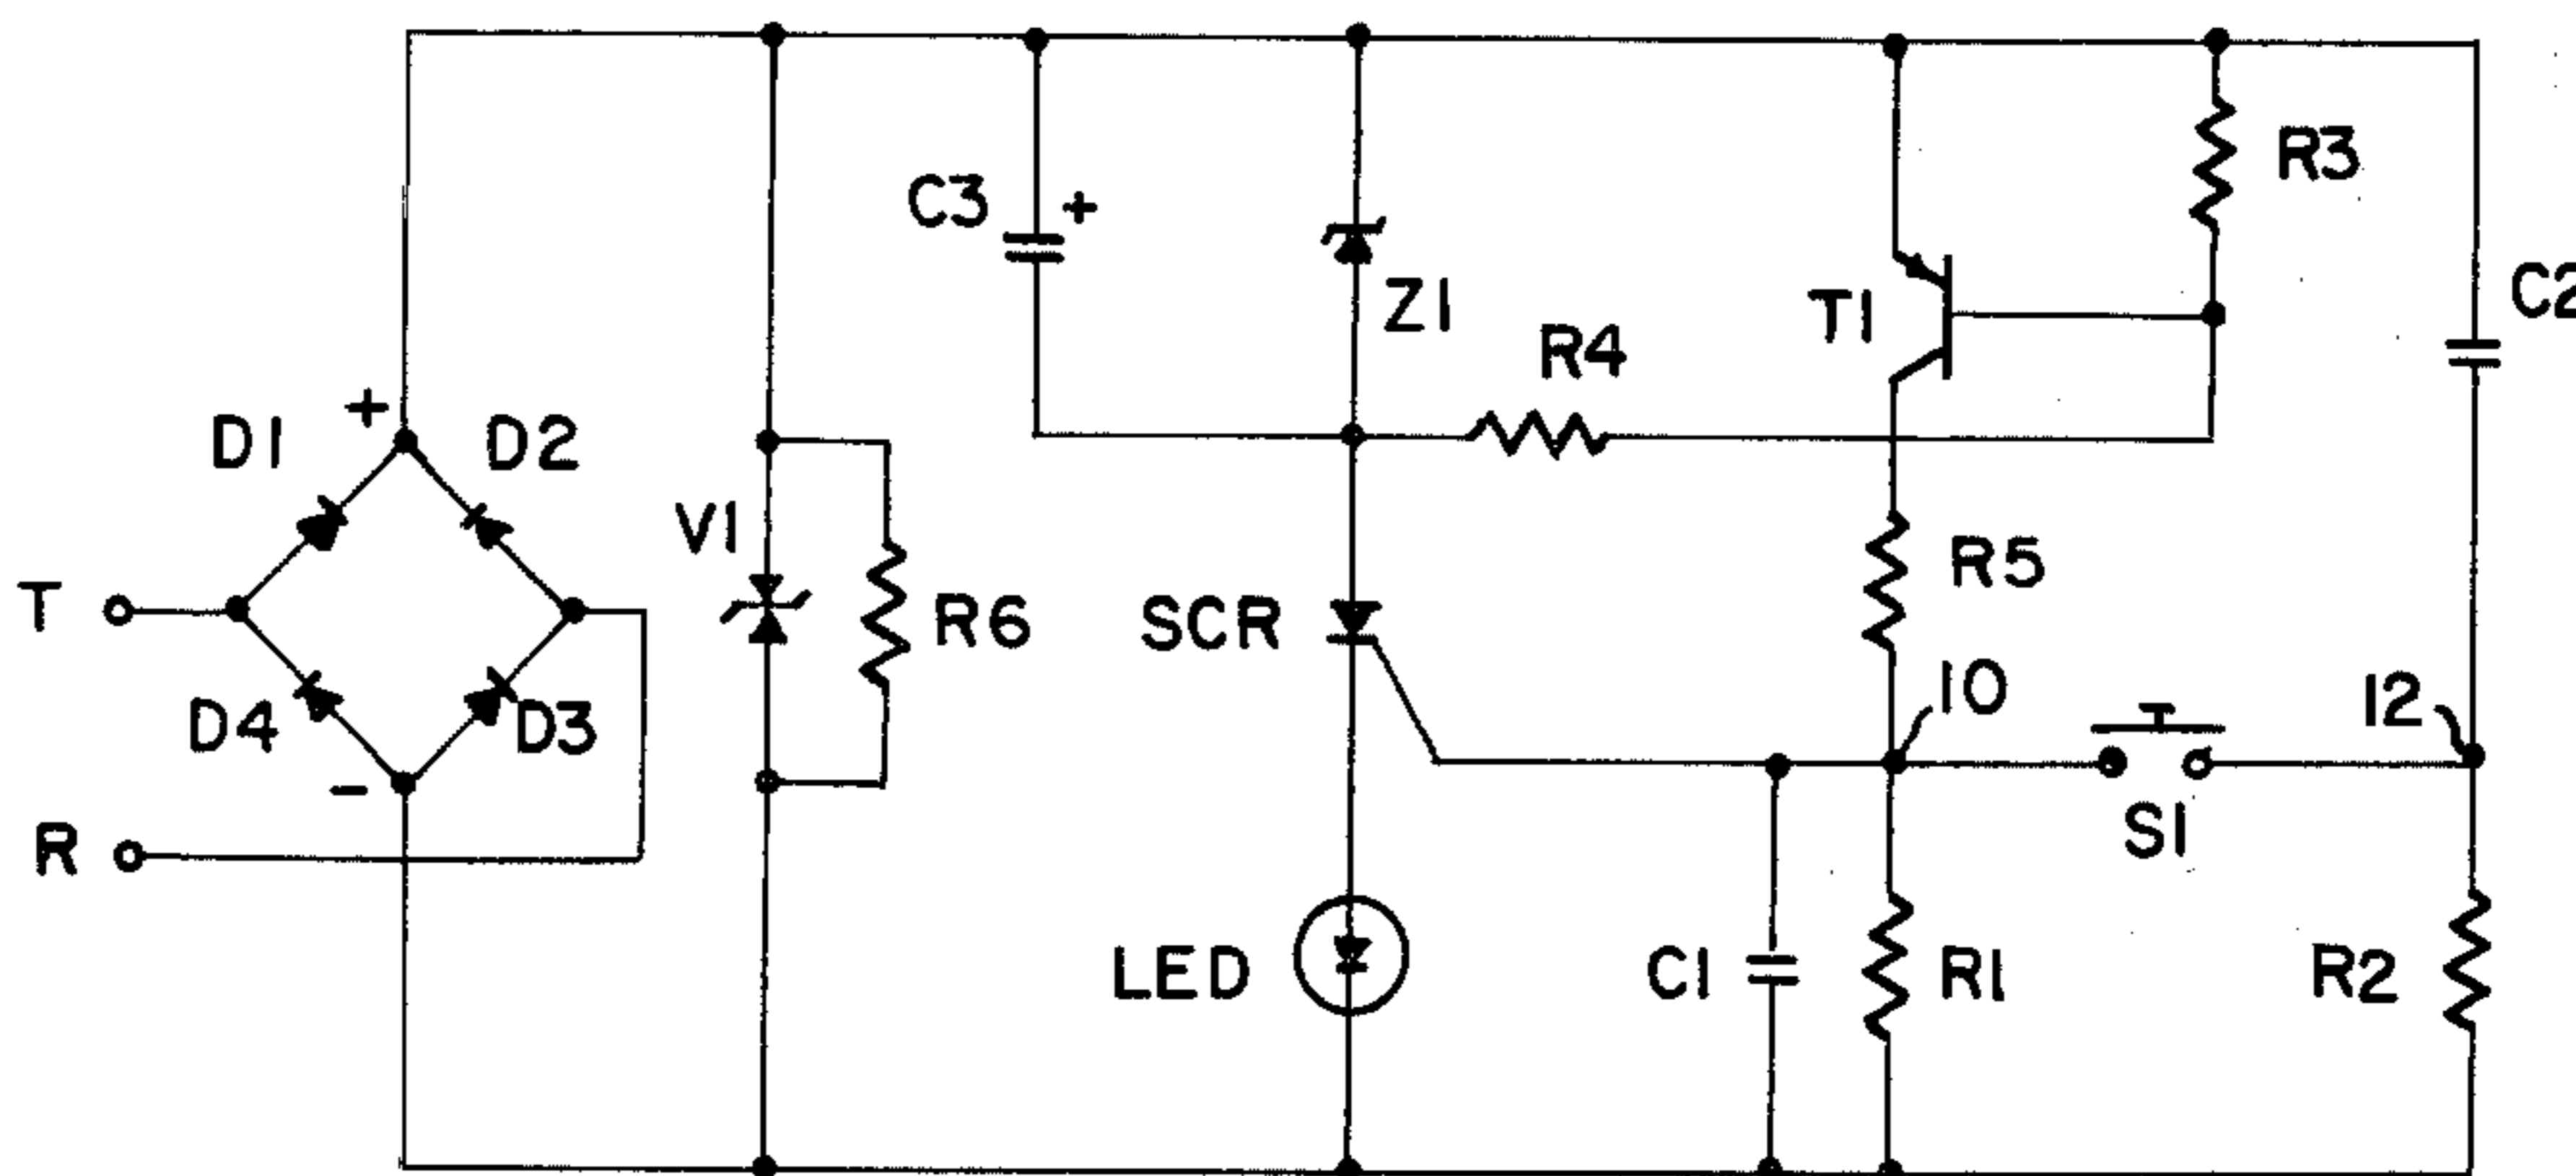 R3
C3 +
C2
Z1
T1
R4
+
D1
D2
V1
R5
T
R6
SCR
10
12
D4
D3
-
S1
R
LED
C1
R1
R2